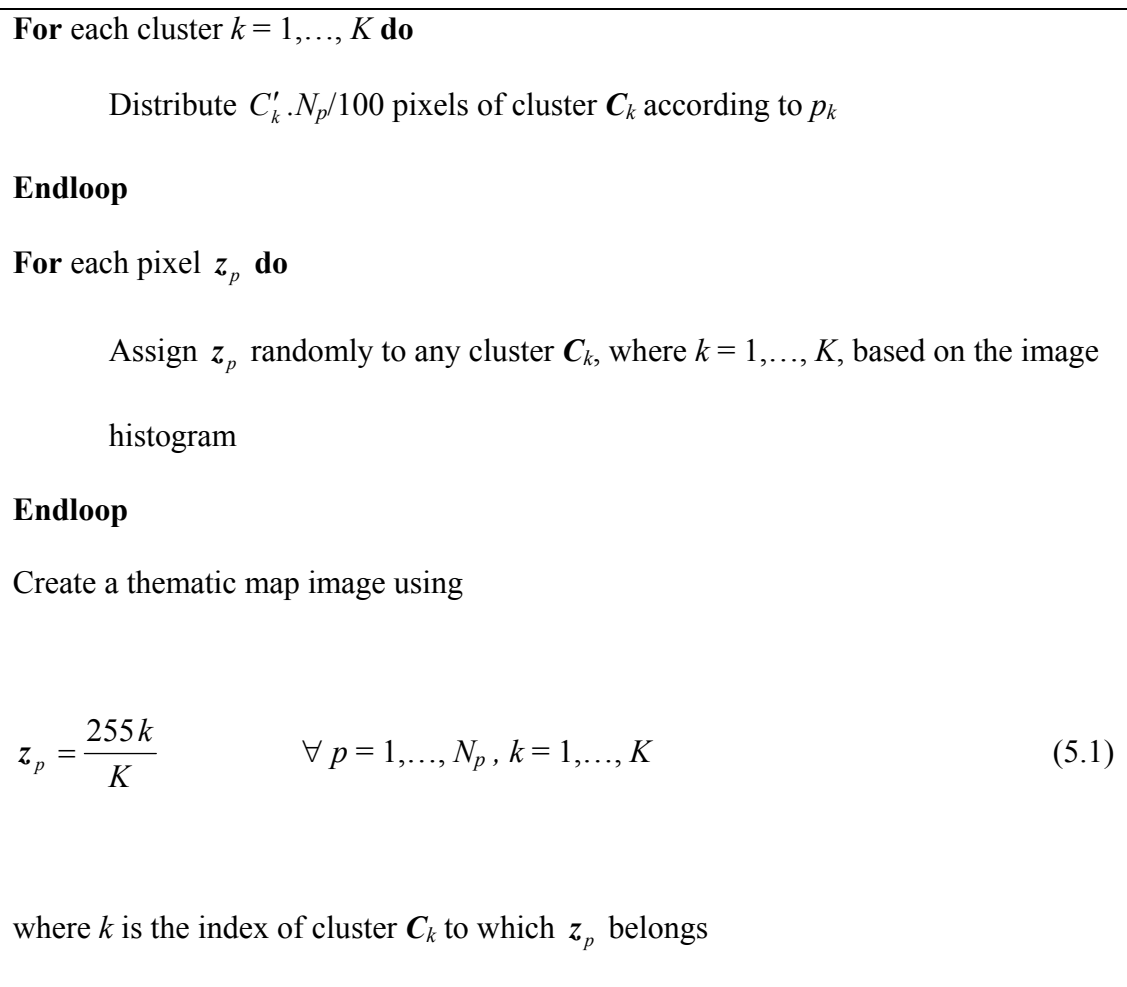 For each cluster k = 1,…, K do
Distribute C′ₖ .Nₚ/100 pixels of cluster Cₖ according to pₖ
Endloop
For each pixel zₚ do
Assign zₚ randomly to any cluster Cₖ, where k = 1,…, K, based on the image
histogram
Endloop
Create a thematic map image using
zₚ = 255k / K ∀ p = 1,…, Nₚ , k = 1,…, K (5.1)
where k is the index of cluster Cₖ to which zₚ belongs